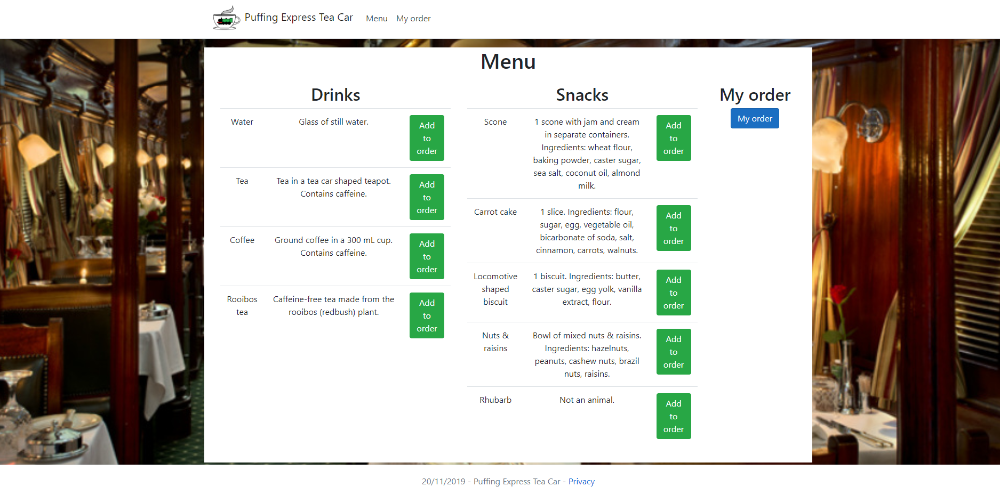 Puffing Express Tea Car
Menu
My order
Menu
Drinks
Water
Glass of still water.
Add
to
order
Tea
Tea in a tea car shaped teapot.
Contains caffeine.
Add
to
order
Coffee
Ground coffee in a 300 mL cup.
Contains caffeine.
Add
to
order
Rooibos
tea
Caffeine-free tea made from the
rooibos (redbush) plant.
Add
to
order
Snacks
Scone
1 scone with jam and cream
in separate containers.
Ingredients: wheat flour,
baking powder, caster sugar,
sea salt, coconut oil, almond
milk.
Add
to
order
Carrot cake
1 slice. Ingredients: flour,
sugar, egg, vegetable oil,
bicarbonate of soda, salt,
cinnamon, carrots, walnuts.
Add
to
order
Locomotive
shaped
biscuit
1 biscuit. Ingredients: butter,
caster sugar, egg yolk, vanilla
extract, flour.
Add
to
order
Nuts &
raisins
Bowl of mixed nuts & raisins.
Ingredients: hazelnuts,
peanuts, cashew nuts, brazil
nuts, raisins.
Add
to
order
Rhubarb
Not an animal.
Add
to
order
My order
My order
20/11/2019 - Puffing Express Tea Car - Privacy